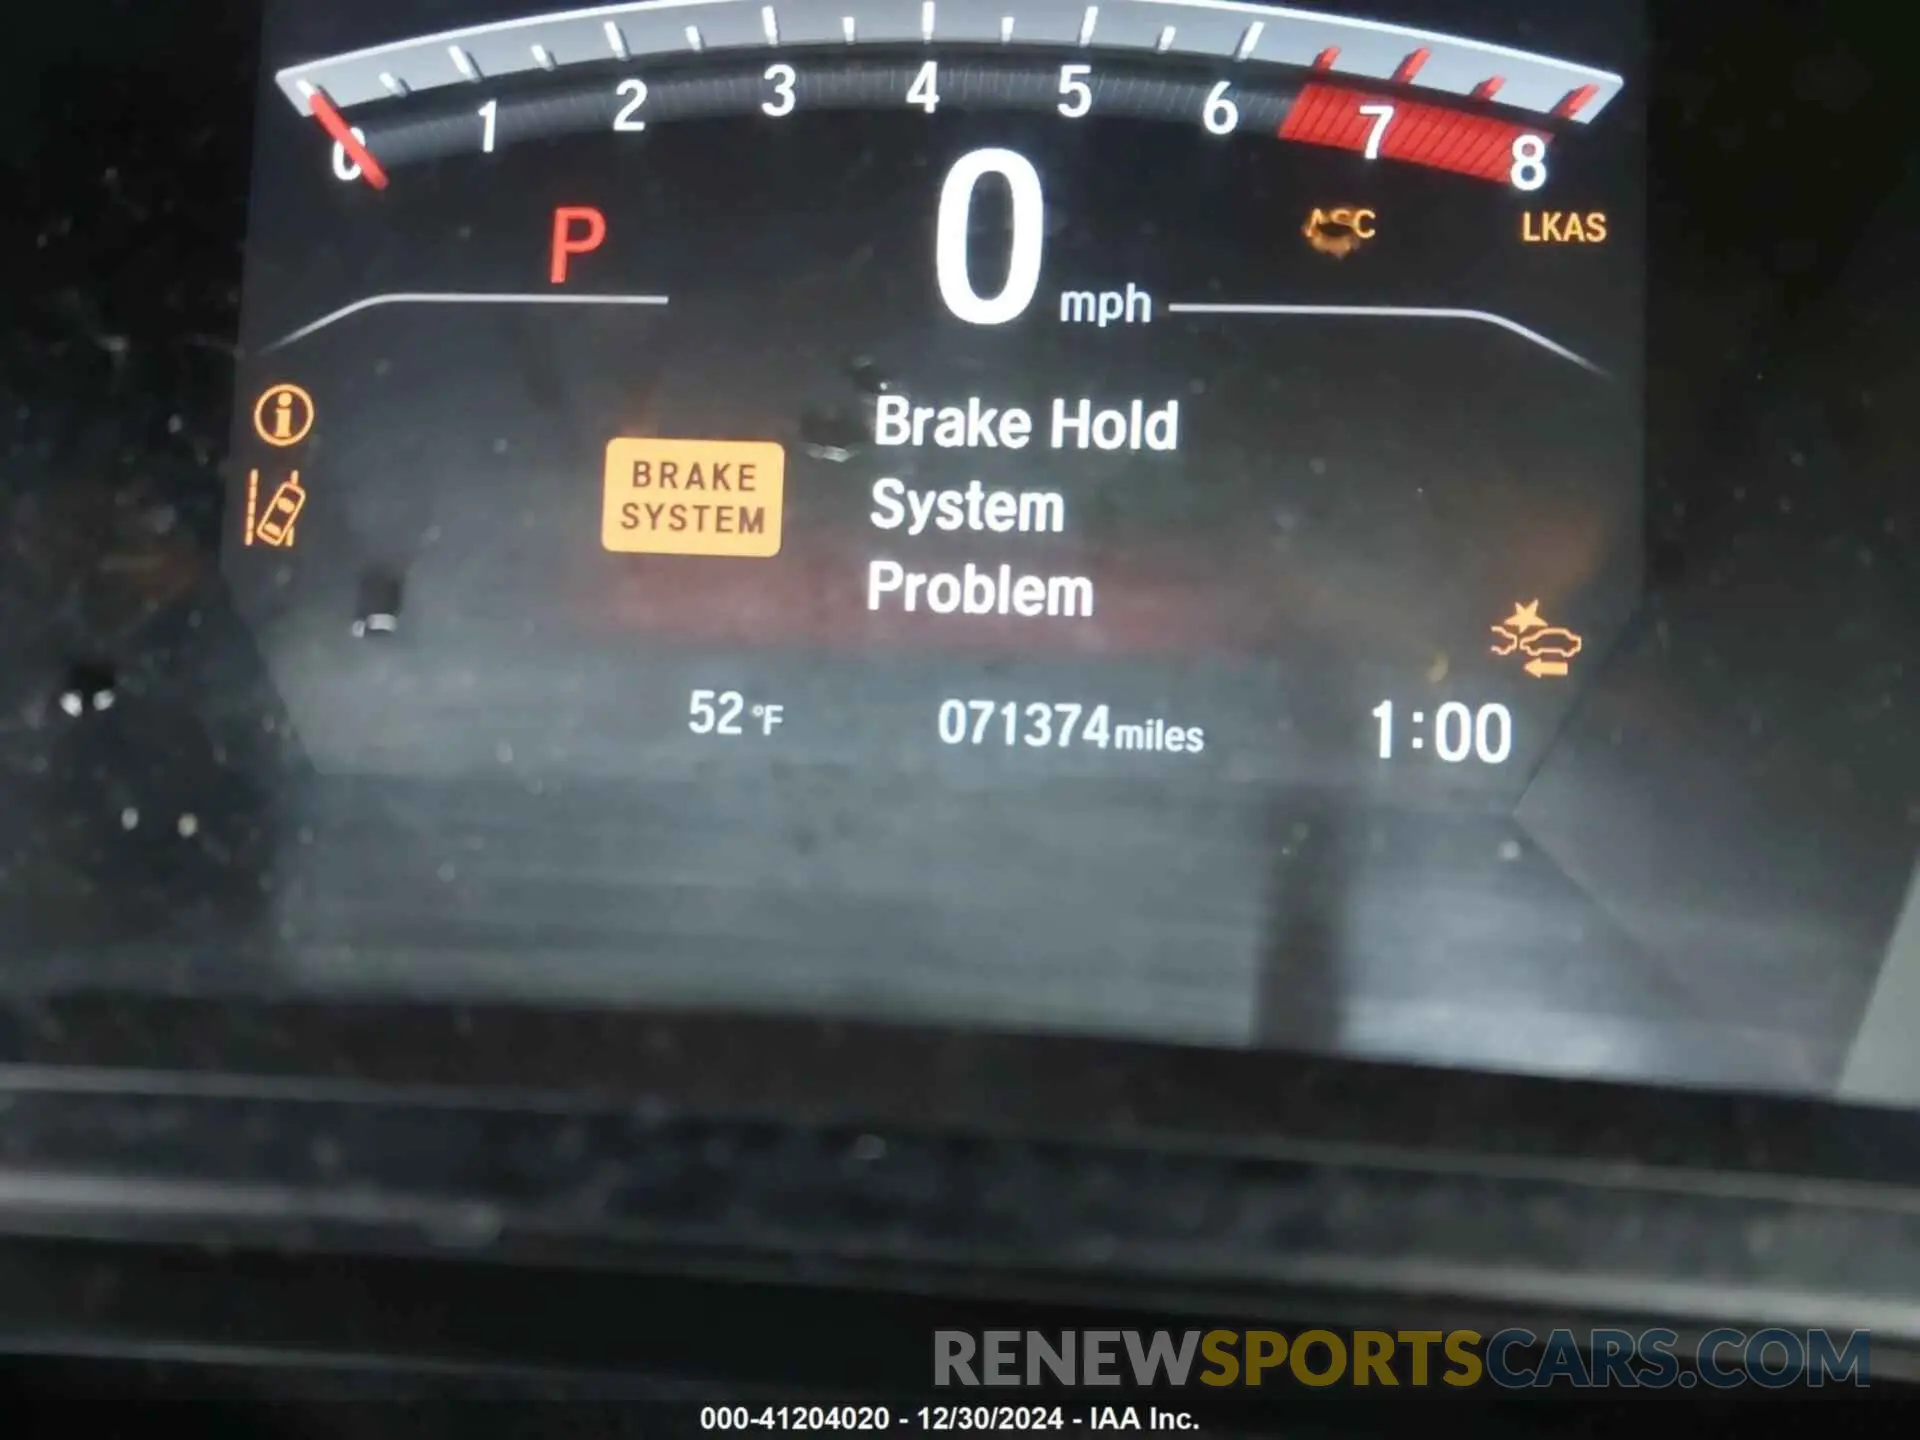 0 1 2 3 4 5 6 7 8
P 0 mph LKAS
Brake Hold
System
Problem
BRAKE
SYSTEM
52°F 071374 miles 1:00
RENEWSPORTSCARS.COM
000-41204020 - 12/30/2024 - IAA Inc.